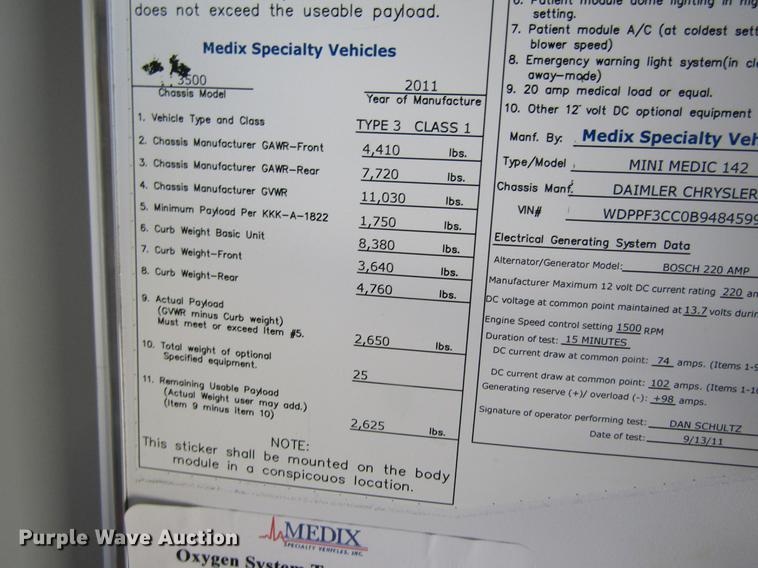 does not exceed the useable payload.
Medix Specialty Vehicles
3500
Chassis Model
2011
Year of Manufacture
1. Vehicle Type and Class TYPE 3 CLASS 1
2. Chassis Manufacturer GAWR-Front 4,410 lbs.
3. Chassis Manufacturer GAWR-Rear 7,720 lbs.
4. Chassis Manufacturer GVWR 11,030 lbs.
5. Minimum Payload Per KKK-A-1822 1,750 lbs.
6. Curb Weight Basic Unit 8,380 lbs.
7. Curb Weight-Front 3,640 lbs.
8. Curb Weight-Rear 4,760 lbs.
9. Actual Payload
(GVWR minus Curb weight)
Must meet or exceed Item #5. 2,650 lbs.
10. Total weight of optional
Specified equipment. 25
11. Remaining Usable Payload
(Actual Weight user may add.)
(Item 9 minus Item 10) 2,625 lbs.
NOTE:
This sticker shall be mounted on the body
module in a conspicouos location.
6. Patient module dome lighting in
setting.
7. Patient module A/C (at coldest
blower speed)
8. Emergency warning light system(in
away-mode)
9. 20 amp medical load or equal.
10. Other 12 volt DC optional equipment
Manf. By: Medix Specialty
Type/Model MINI MEDIC 142
Chassis Manf. DAIMLER CHRYSLER
VIN# WDPPF3CC0B9484599
Electrical Generating System Data
Alternator/Generator Model: BOSCH 220 AMP
Manufacturer Maximum 12 volt DC current rating 220
DC voltage at common point maintained at 13.7 volts
Engine Speed control setting 1500 RPM
Duration of test: 15 MINUTES
DC current draw at common point: 74 amps. (Items
DC current draw at common point: 102 amps. (Items
Generating reserve (+)/ overload (-): +98 amps.
Signature of operator performing test: DAN SCHULTZ
Date of test: 9/13/11
MEDIX
SPECIALTY VEHICLES, INC.
Oxygen System
Purple Wave Auction